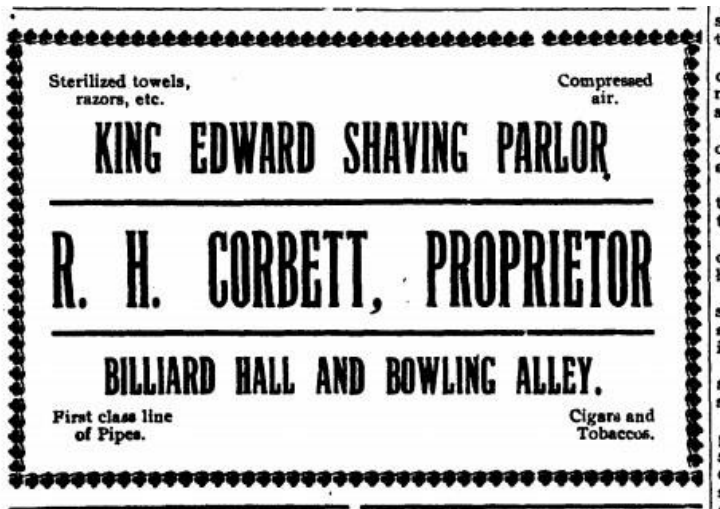 Sterilized towels,
razors, etc.
Compressed
air.
KING EDWARD SHAVING PARLOR
R. H. CORBETT, PROPRIETOR
BILLIARD HALL AND BOWLING ALLEY.
First class line
of Pipes.
Cigars and
Tobaccos.